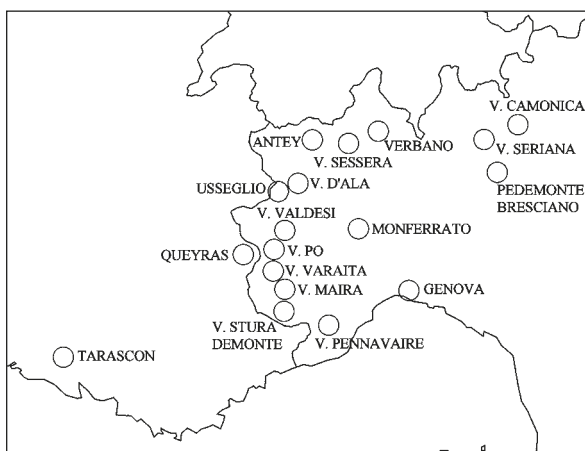 V. CAMONICA
ANTEY
VERBANO
V. SERIANA
V. SESSERA
USSEGLIO
V. D'ALA
PEDEMONTE
BRESCIANO
V. VALDESI
MONFERRATO
QUEYRAS
V. PO
V. VARAITA
V. MAIRA
GENOVA
V. STURA
DEMONTE
V. PENNAVAIRE
TARASCON